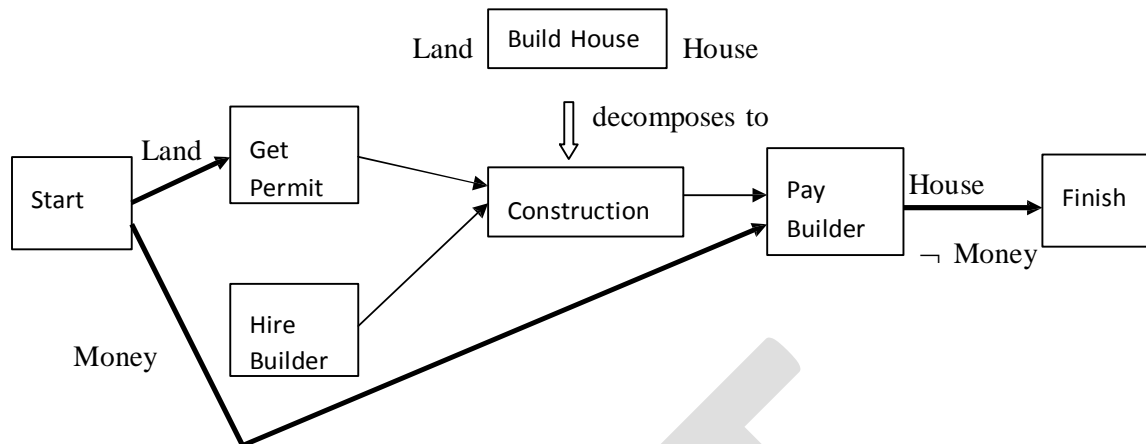 Land
Build House
House
decomposes to
Land
Get
Permit
Start
Construction
Pay
Builder
House
¬ Money
Finish
Hire
Builder
Money